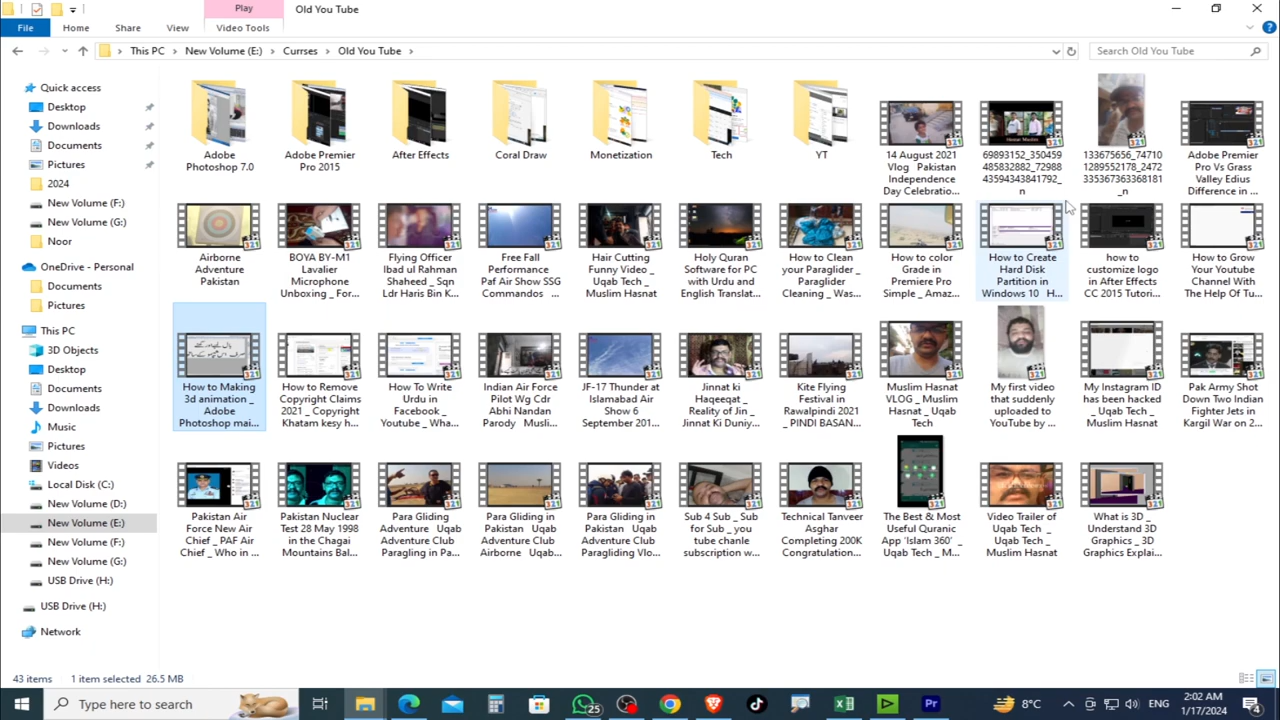 Play
Old You Tube
File
Home
Share
View
Video Tools
This PC
New Volume (E:)
Currses
Old You Tube
Search Old You Tube
Quick access
Desktop
Downloads
Documents
Pictures
2024
New Volume (F:)
New Volume (G:)
Noor
OneDrive - Personal
Documents
Pictures
This PC
3D Objects
Desktop
Documents
Downloads
Music
Pictures
Videos
Local Disk (C:)
New Volume (D:)
New Volume (E:)
New Volume (F:)
New Volume (G:)
USB Drive (H:)
USB Drive (H:)
Network
Adobe
Photoshop 7.0
Adobe Premier
Pro 2015
After Effects
Coral Draw
Monetization
Tech
YT
14 August 2021
Vlog Pakistan
Independence
Day Celebratio...
69893152_350459
485832882_72988
43594343841792_
n
133675656_74710
1289552178_2472
335367363368181
_n
Adobe Premier
Pro Vs Grass
Valley Edius
Difference in ...
Airborne
Adventure
Pakistan
BOYA BY-M1
Lavalier
Microphone
Unboxing _ For...
Flying Officer
Ibad ul Rahman
Shaheed _ Sqn
Ldr Haris Bin K...
Free Fall
Performance
Paf Air Show SSG
Commandos _ ...
Hair Cutting
Funny Video _
Uqab Tech _
Muslim Hasnat
Holy Quran
Software for PC
with Urdu and
English Translat...
How to Clean
your Paraglider _
Paraglider
Cleaning _ Was...
How to color
Grade in
Premiere Pro
Simple _ Amaz...
How to Create
Hard Disk
Partition in
Windows 10 H...
how to
customize logo
in After Effects
CC 2015 Tutori...
How to Grow
Your Youtube
Channel With
The Help Of Tu...
How to Making
3d animation _
Adobe
Photoshop mai...
How to Remove
Copyright Claims
2021 _ Copyright
Khatam kesy h...
How To Write
Urdu in
Facebook _
Youtube _ Wha...
Indian Air Force
Pilot Wg Cdr
Abhi Nandan
Parody Musli...
JF-17 Thunder at
Islamabad Air
Show 6
September 201...
Jinnat ki
Haqeeqat _
Reality of Jin _
Jinnat Ki Duniy...
Kite Flying
Festival in
Rawalpindi 2021
_ PINDI BASAN...
Muslim Hasnat
VLOG _ Muslim
Hasnat _ Uqab
Tech
My first video
that suddenly
uploaded to
YouTube by _ ...
My Instagram ID
has been hacked
_ Uqab Tech _
Muslim Hasnat
Pak Army Shot
Down Two Indian
Fighter Jets in
Kargil War on 2...
Pakistan Air
Force New Air
Chief _ PAF Air
Chief _ Who in ...
Pakistan Nuclear
Test 28 May 1998
in the Chagai
Mountains Bal...
Para Gliding
Adventure Uqab
Adventure Club
Paragling in Pa...
Para Gliding in
Pakistan Uqab
Adventure Club
Airborne Uqab...
Para Gliding in
Pakistan Uqab
Adventure Club
Paragliding Vlo...
Sub 4 Sub _ Sub
for Sub _ you
tube chanle
subscription w...
Technical Tanveer
Asghar
Completing 200K
Congratulation...
The Best & Most
Useful Quranic
App 'Islam 360' _
Uqab Tech _ M...
Video Trailer of
Uqab Tech _
Uqab Tech _
Muslim Hasnat
What is 3D _
Understand 3D
Graphics _ 3D
Graphics Explai...
43 items
1 item selected 26.5 MB
Type here to search
25
8°C
ENG
2:02 AM
1/17/2024
4